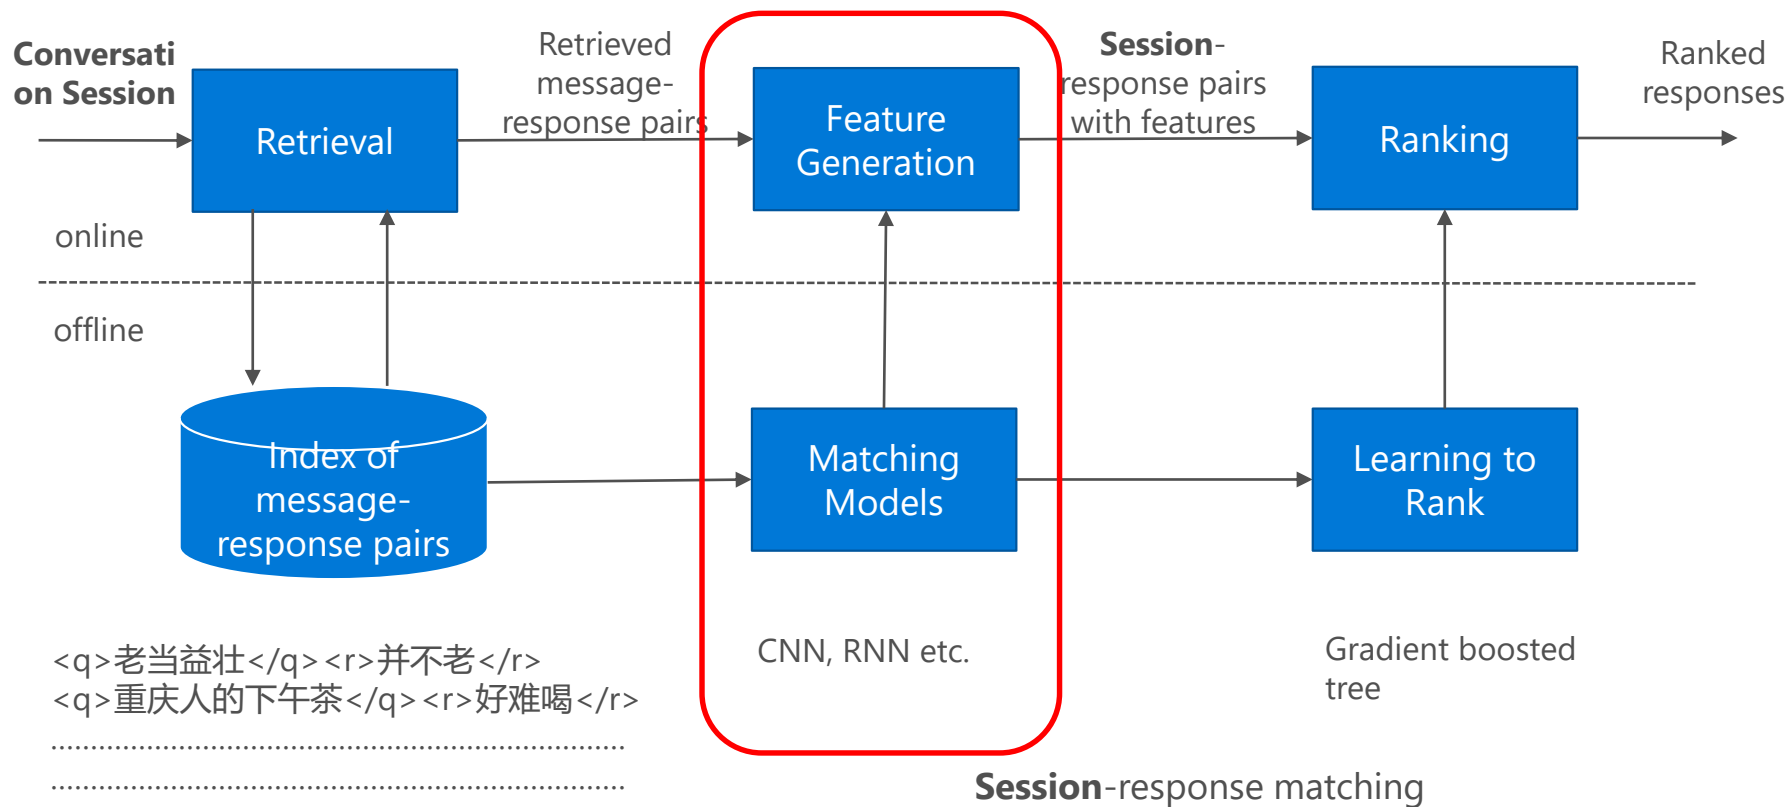 Conversati
on Session
Retrieval
Retrieved
message-
response pairs
Feature
Generation
Session-
response pairs
with features
Ranking
Ranked
responses
online
offline
Index of
message-
response pairs
Matching
Models
Learning to
Rank
<q>老当益壮</q><r>并不老</r>
<q>重庆人的下午茶</q><r>好难喝</r>
..........................................................................
..........................................................................
CNN, RNN etc.
Gradient boosted
tree
Session-response matching